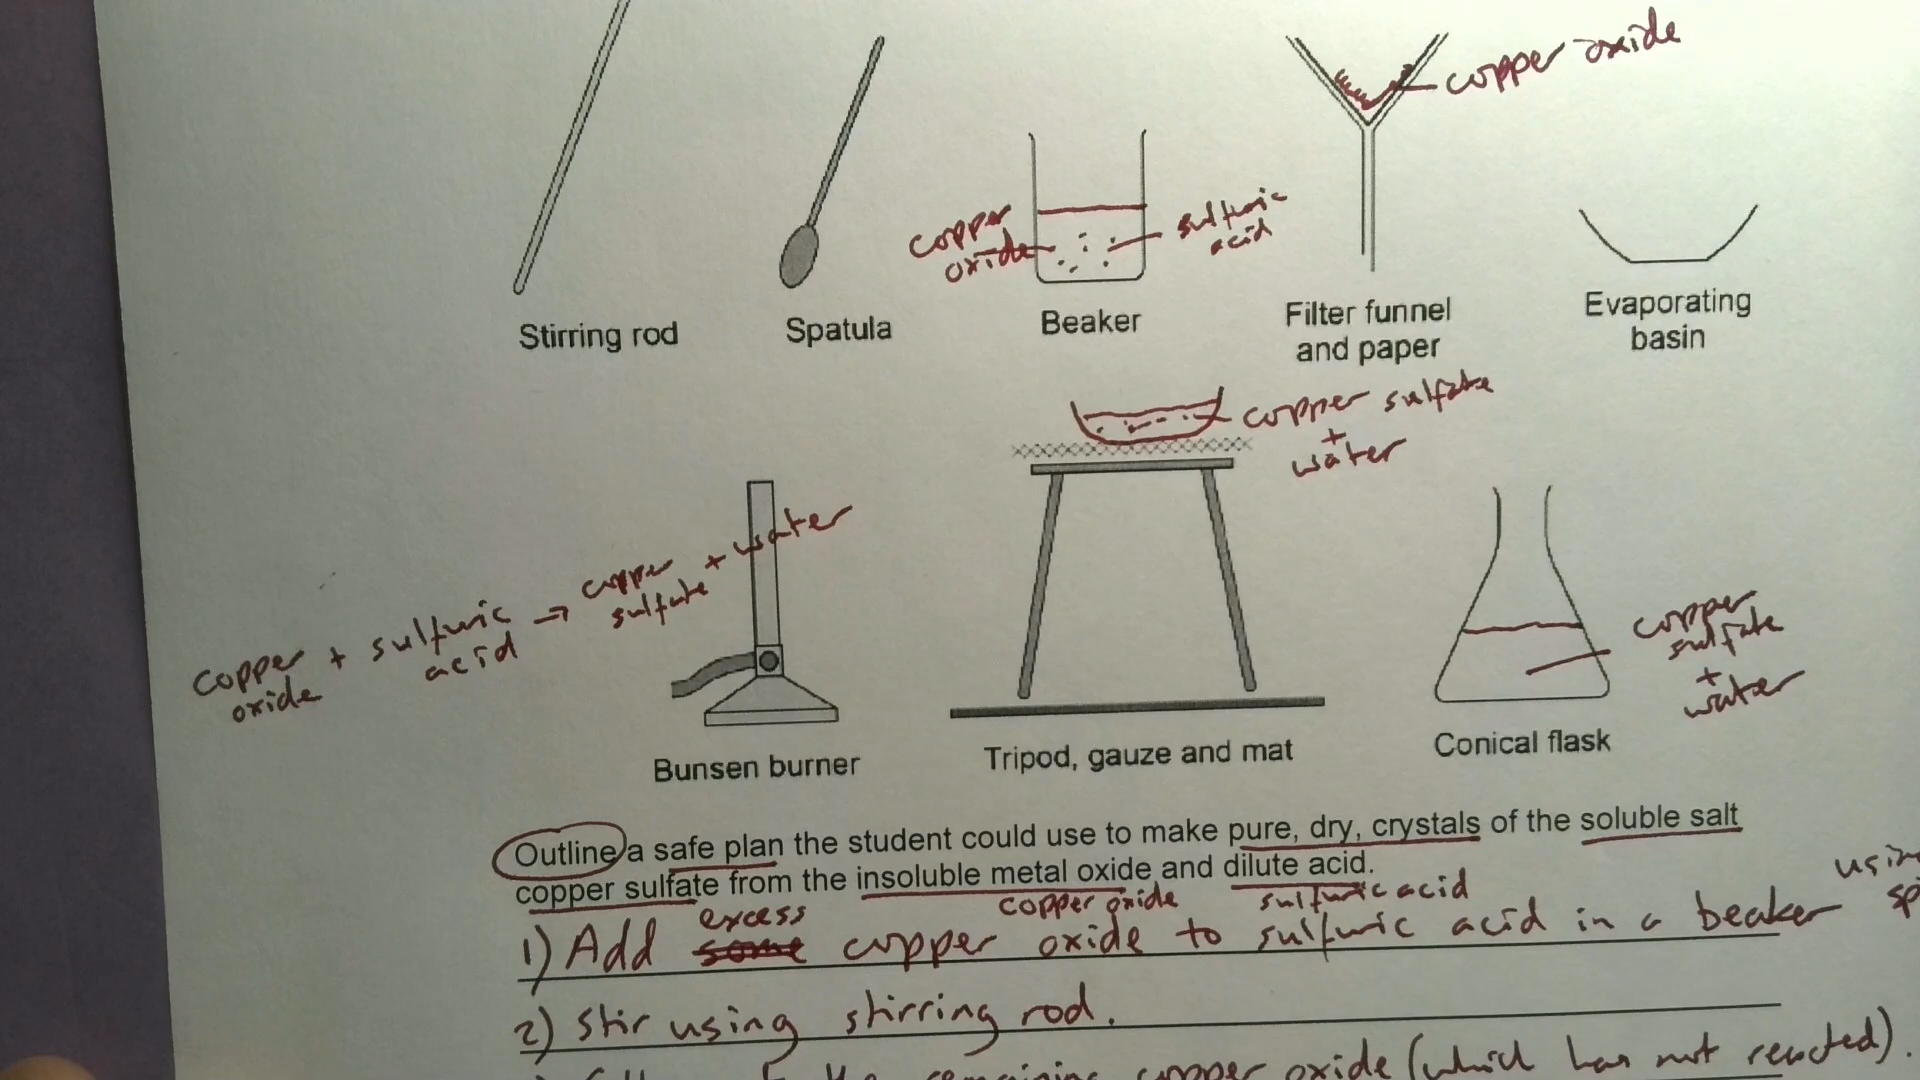 copper oxide
copper
oxide
sulfuric
acid
Stirring rod
Spatula
Beaker
Filter funnel
and paper
Evaporating
basin
copper sulfate
+
water
copper
oxide
+ sulfuric
acid
→ copper
sulfate
+ water
copper
sulfate
+
water
Bunsen burner
Tripod, gauze and mat
Conical flask
Outline a safe plan the student could use to make pure, dry, crystals of the soluble salt
copper sulfate from the insoluble metal oxide and dilute acid.
copper oxide sulfuric acid
excess
1) Add some copper oxide to sulfuric acid in a beaker using
2) Stir using stirring rod.
the remaining copper oxide (which has not reacted).